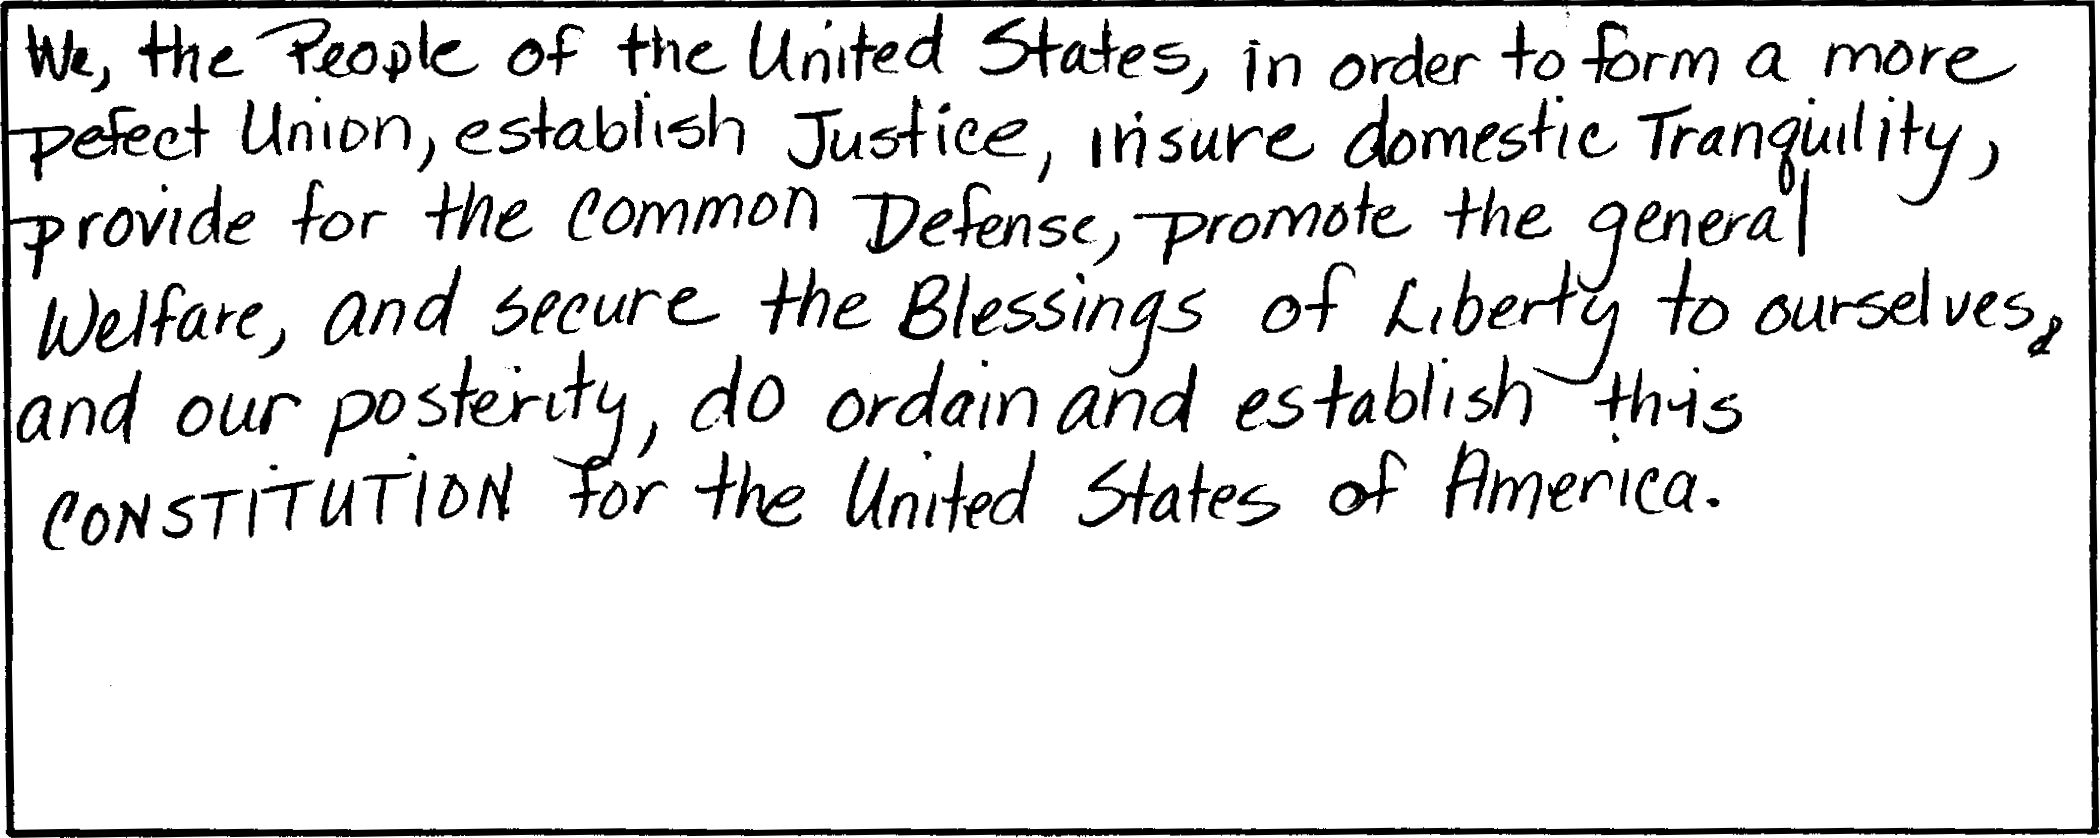 We, the People of the United States, in order to form a more
pefect Union, establish Justice, insure domestic Tranquility,
provide for the Common Defense, promote the general
Welfare, and secure the Blessings of Liberty to ourselves,
and our posterity, do ordain and establish this
CONSTITUTION for the United States of America.